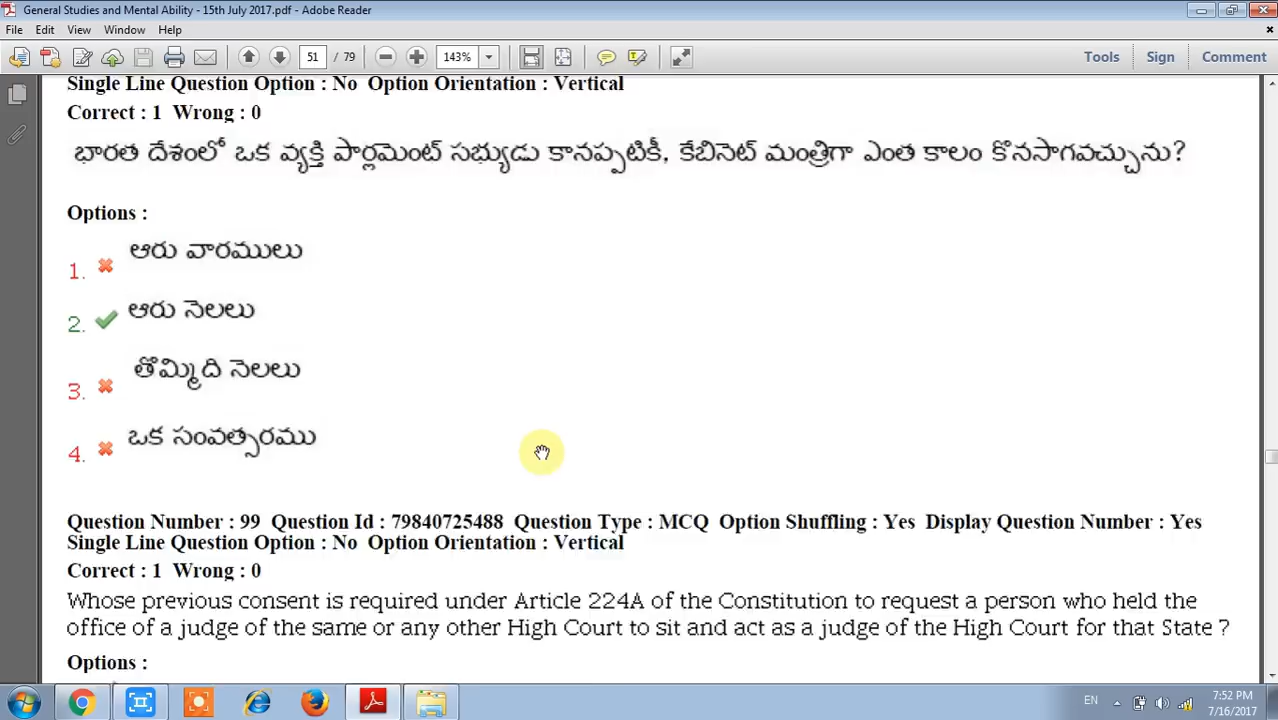 General Studies and Mental Ability - 15th July 2017.pdf - Adobe Reader
File Edit View Window Help
51 / 79 143% Tools Sign Comment
Single Line Question Option : No Option Orientation : Vertical
Correct : 1 Wrong : 0
భారత దేశంలో ఒక వ్యక్తి పార్లమెంట్ సభ్యుడు కానప్పటికీ, కేబినెట్ మంత్రిగా ఎంత కాలం కొనసాగవచ్చును?
Options :
1. ఆరు వారములు
2. ఆరు నెలలు
3. తొమ్మిది నెలలు
4. ఒక సంవత్సరము
Question Number : 99 Question Id : 79840725488 Question Type : MCQ Option Shuffling : Yes Display Question Number : Yes
Single Line Question Option : No Option Orientation : Vertical
Correct : 1 Wrong : 0
Whose previous consent is required under Article 224A of the Constitution to request a person who held the
office of a judge of the same or any other High Court to sit and act as a judge of the High Court for that State ?
Options :
EN 7:52 PM
7/16/2017